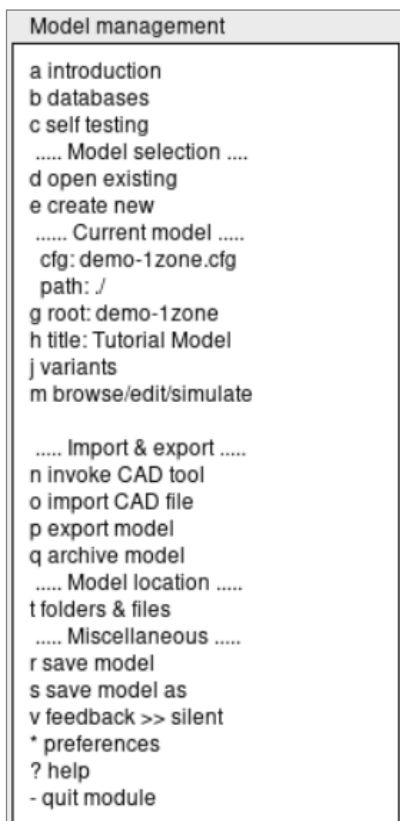 Model management
a introduction
b databases
c self testing
..... Model selection ....
d open existing
e create new
...... Current model .....
cfg: demo-1zone.cfg
path: ./
g root: demo-1zone
h title: Tutorial Model
j variants
m browse/edit/simulate
..... Import & export .....
n invoke CAD tool
o import CAD file
p export model
q archive model
..... Model location .....
t folders & files
..... Miscellaneous .....
r save model
s save model as
v feedback >> silent
* preferences
? help
- quit module